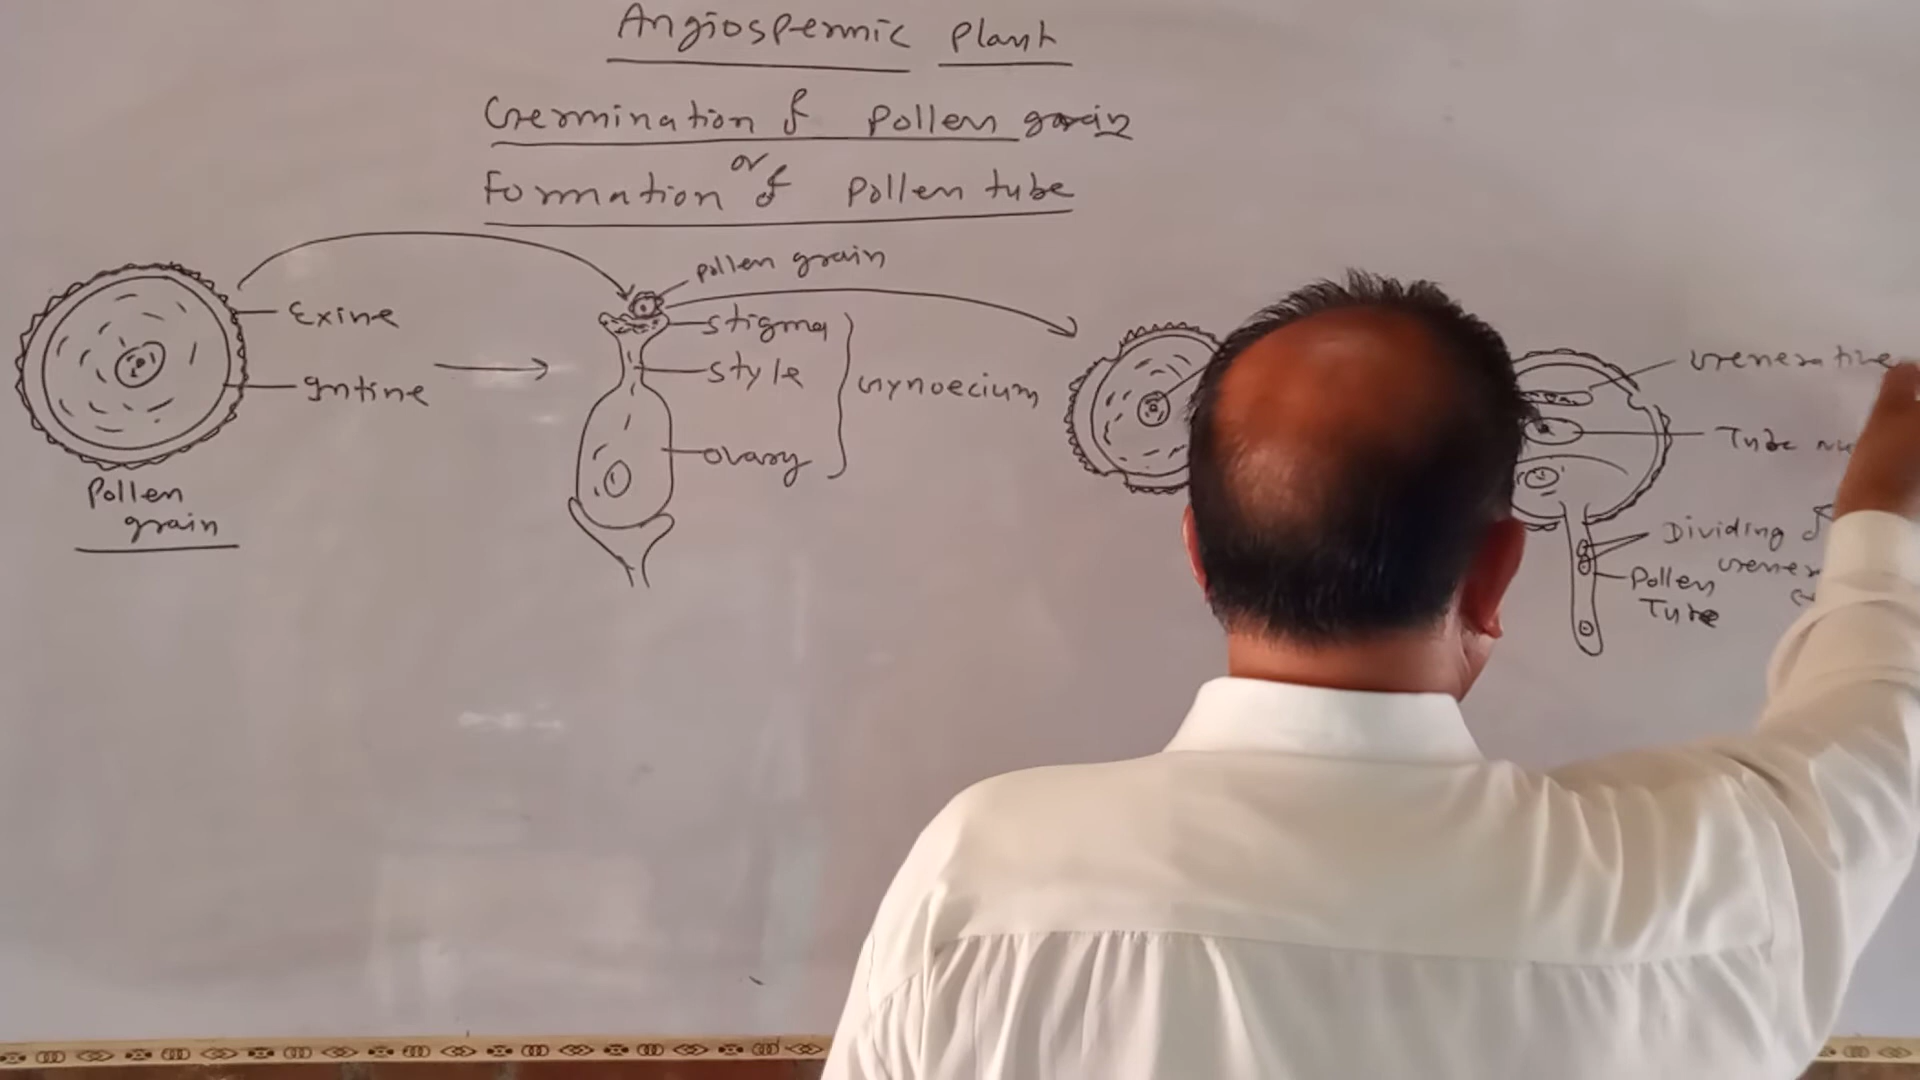 Angiospermic Plant
Germination of Pollen grain
or
Formation of Pollen tube
pollen grain
Exine
Intine
Pollen
grain
stigma
style
ovary
Gynoecium
Generative
Tube
Dividing of
Pollen
Tube